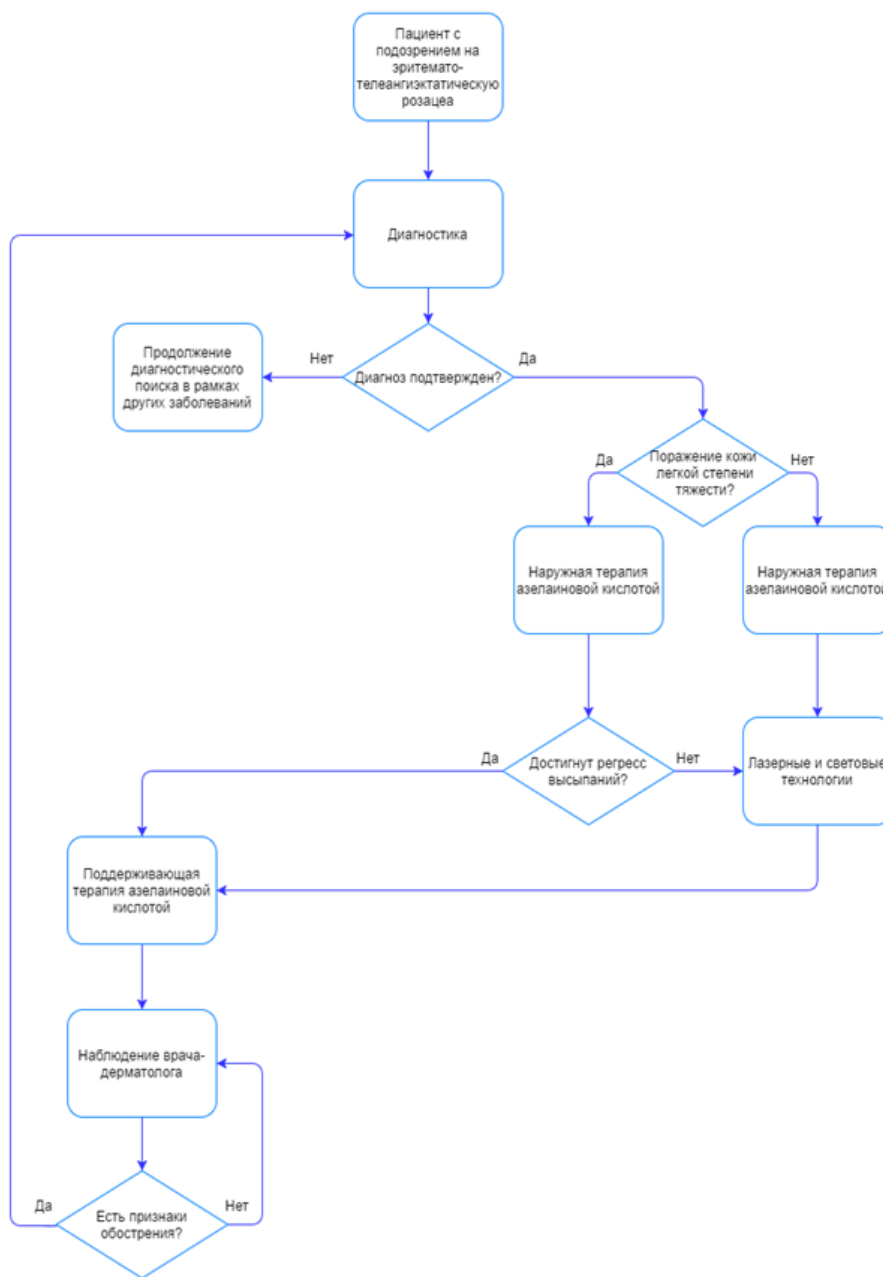 Пациент с
подозрением на
эритемато-
телеангиэктатическую
розацеа
Диагностика
Продолжение
диагностического
поиска в рамках
других заболеваний
Нет
Диагноз подтвержден?
Да
Да
Поражение кожи
легкой степени
тяжести?
Нет
Наружная терапия
азелаиновой кислотой
Наружная терапия
азелаиновой кислотой
Да
Достигнут регресс
высыпаний?
Нет
Лазерные и световые
технологии
Поддерживающая
терапия азелаиновой
кислотой
Наблюдение врача-
дерматолога
Да
Есть признаки
обострения?
Нет